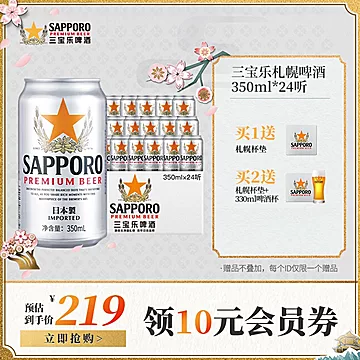 SAPPORO
PREMIUM BEER
三宝乐啤酒
三宝乐札幌啤酒
350ml*24听
买1送
札幌杯垫
买2送
札幌杯垫+
330ml啤酒杯
·赠品不叠加，每个ID仅限一个赠品
SAPPORO
PREMIUM BEER
日本製
IMPORTED
净含量:350mL
350ml×24听
SAPPORO
三宝乐啤酒
预估
到手价
¥219
立即抢购>
领10元会员券